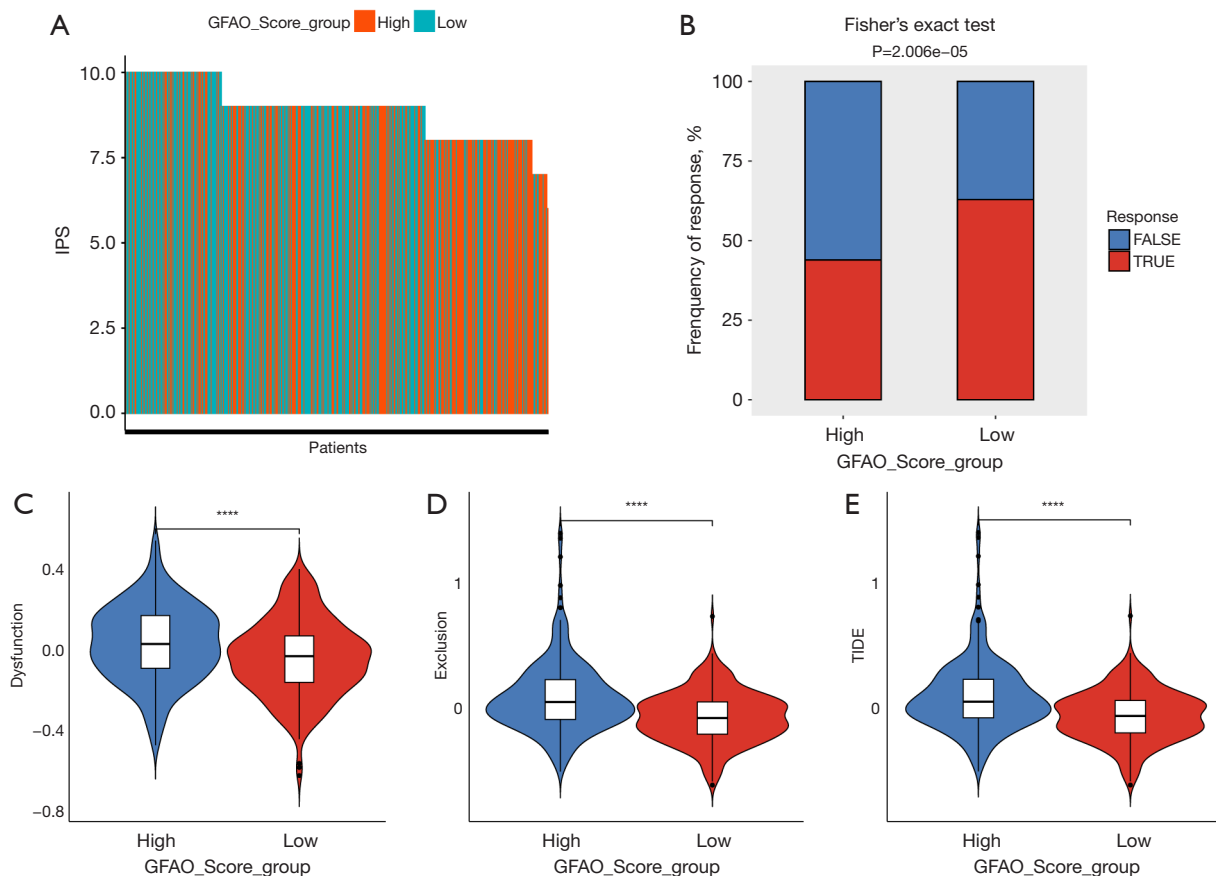 A
GFAO_Score_group High Low
IPS
10.0
7.5
5.0
2.5
0.0
Patients
B
Fisher’s exact test
P=2.006e−05
Frenquency of response, %
100
75
50
25
0
High Low
GFAO_Score_group
Response
FALSE
TRUE
C
****
Dysfunction
0.4
0.0
−0.4
−0.8
High Low
GFAO_Score_group
D
****
Exclusion
1
0
High Low
GFAO_Score_group
E
****
TIDE
1
0
High Low
GFAO_Score_group